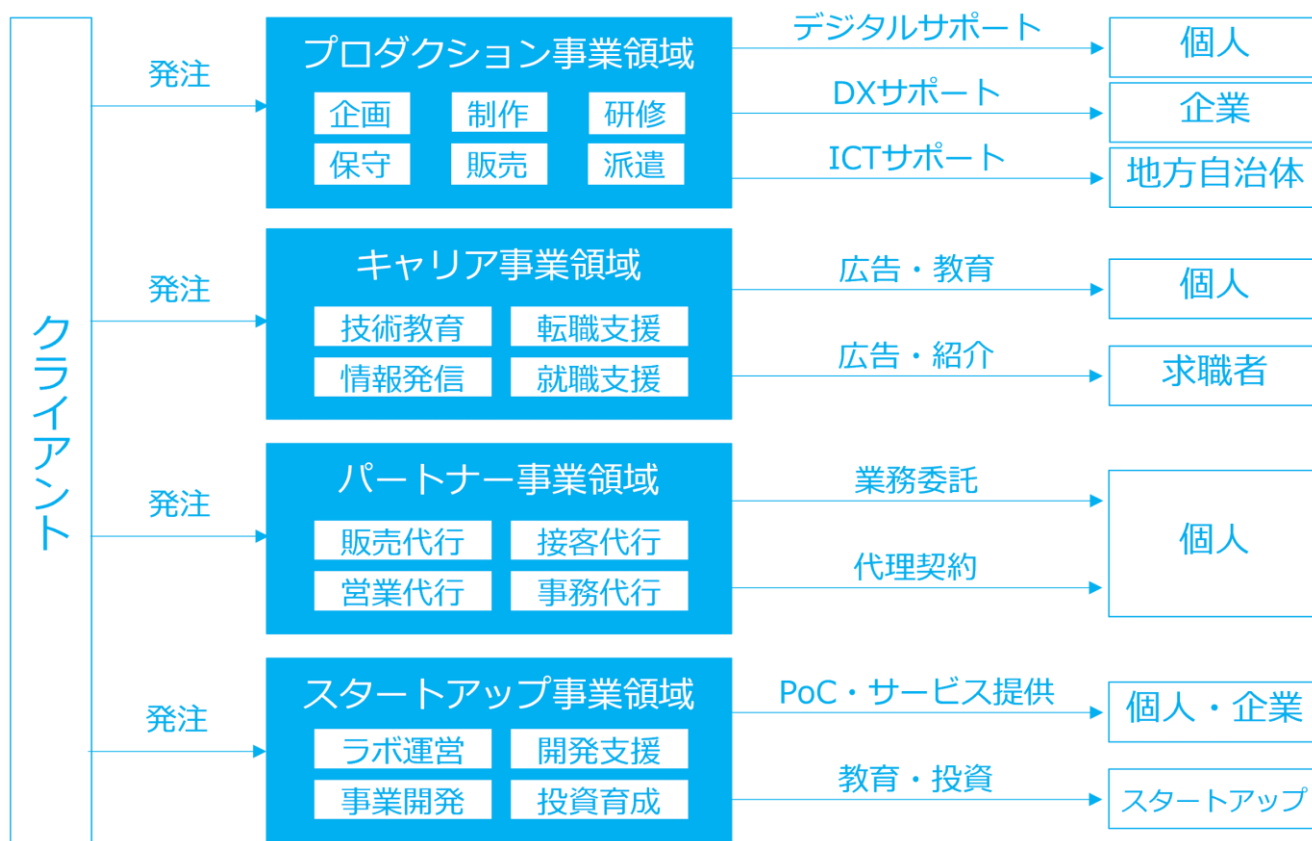 クライアント
発注
プロダクション事業領域
企画 制作 研修
保守 販売 派遣
デジタルサポート
個人
DXサポート
企業
ICTサポート
地方自治体
発注
キャリア事業領域
技術教育 転職支援
情報発信 就職支援
広告・教育
個人
広告・紹介
求職者
発注
パートナー事業領域
販売代行 接客代行
営業代行 事務代行
業務委託
代理契約
個人
発注
スタートアップ事業領域
ラボ運営 開発支援
事業開発 投資育成
PoC・サービス提供
個人・企業
教育・投資
スタートアップ